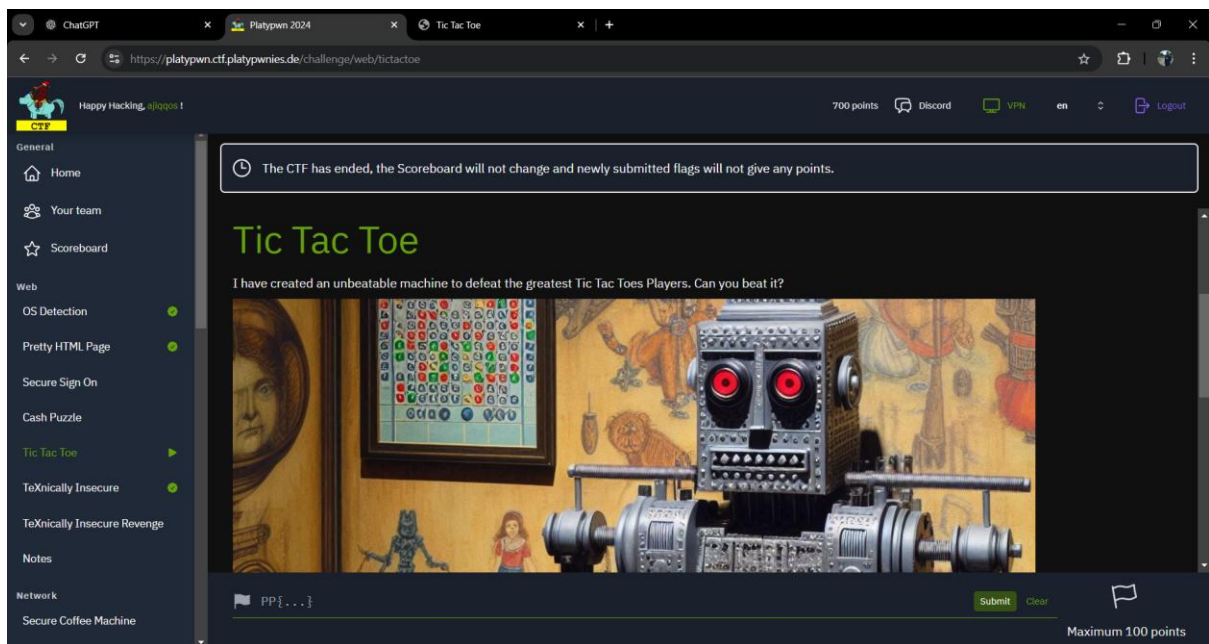 ChatGPT
Platypwn 2024
Tic Tac Toe
https://platypwn.ctf.platypwnies.de/challenge/web/tictactoe
CTF
Happy Hacking, ajiqqos !
700 points
Discord
VPN
en
Logout
General
Home
Your team
Scoreboard
Web
OS Detection
Pretty HTML Page
Secure Sign On
Cash Puzzle
Tic Tac Toe
TeXnically Insecure
TeXnically Insecure Revenge
Notes
Network
Secure Coffee Machine
The CTF has ended, the Scoreboard will not change and newly submitted flags will not give any points.
Tic Tac Toe
I have created an unbeatable machine to defeat the greatest Tic Tac Toes Players. Can you beat it?
PP{...}
Submit
Clear
Maximum 100 points